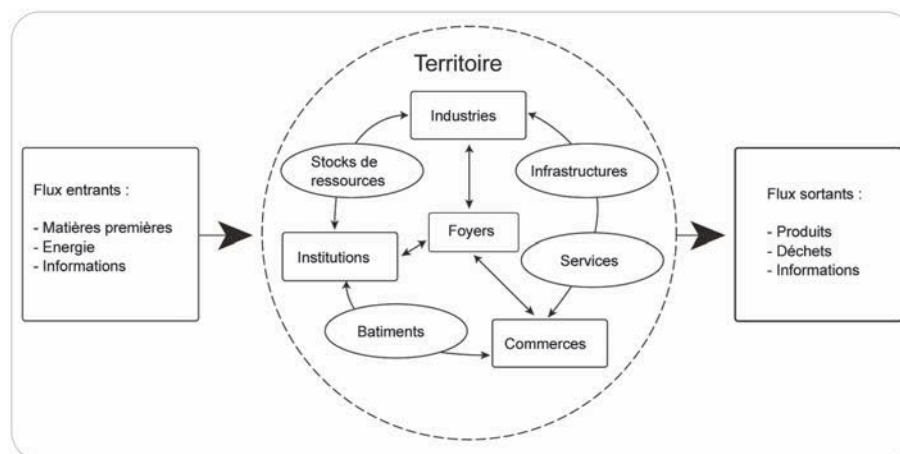 Territoire
Industries
Stocks de
ressources
Infrastructures
Flux entrants :
- Matières premières
- Energie
- Informations
Foyers
Institutions
Services
Batiments
Commerces
Flux sortants :
- Produits
- Déchets
- Informations